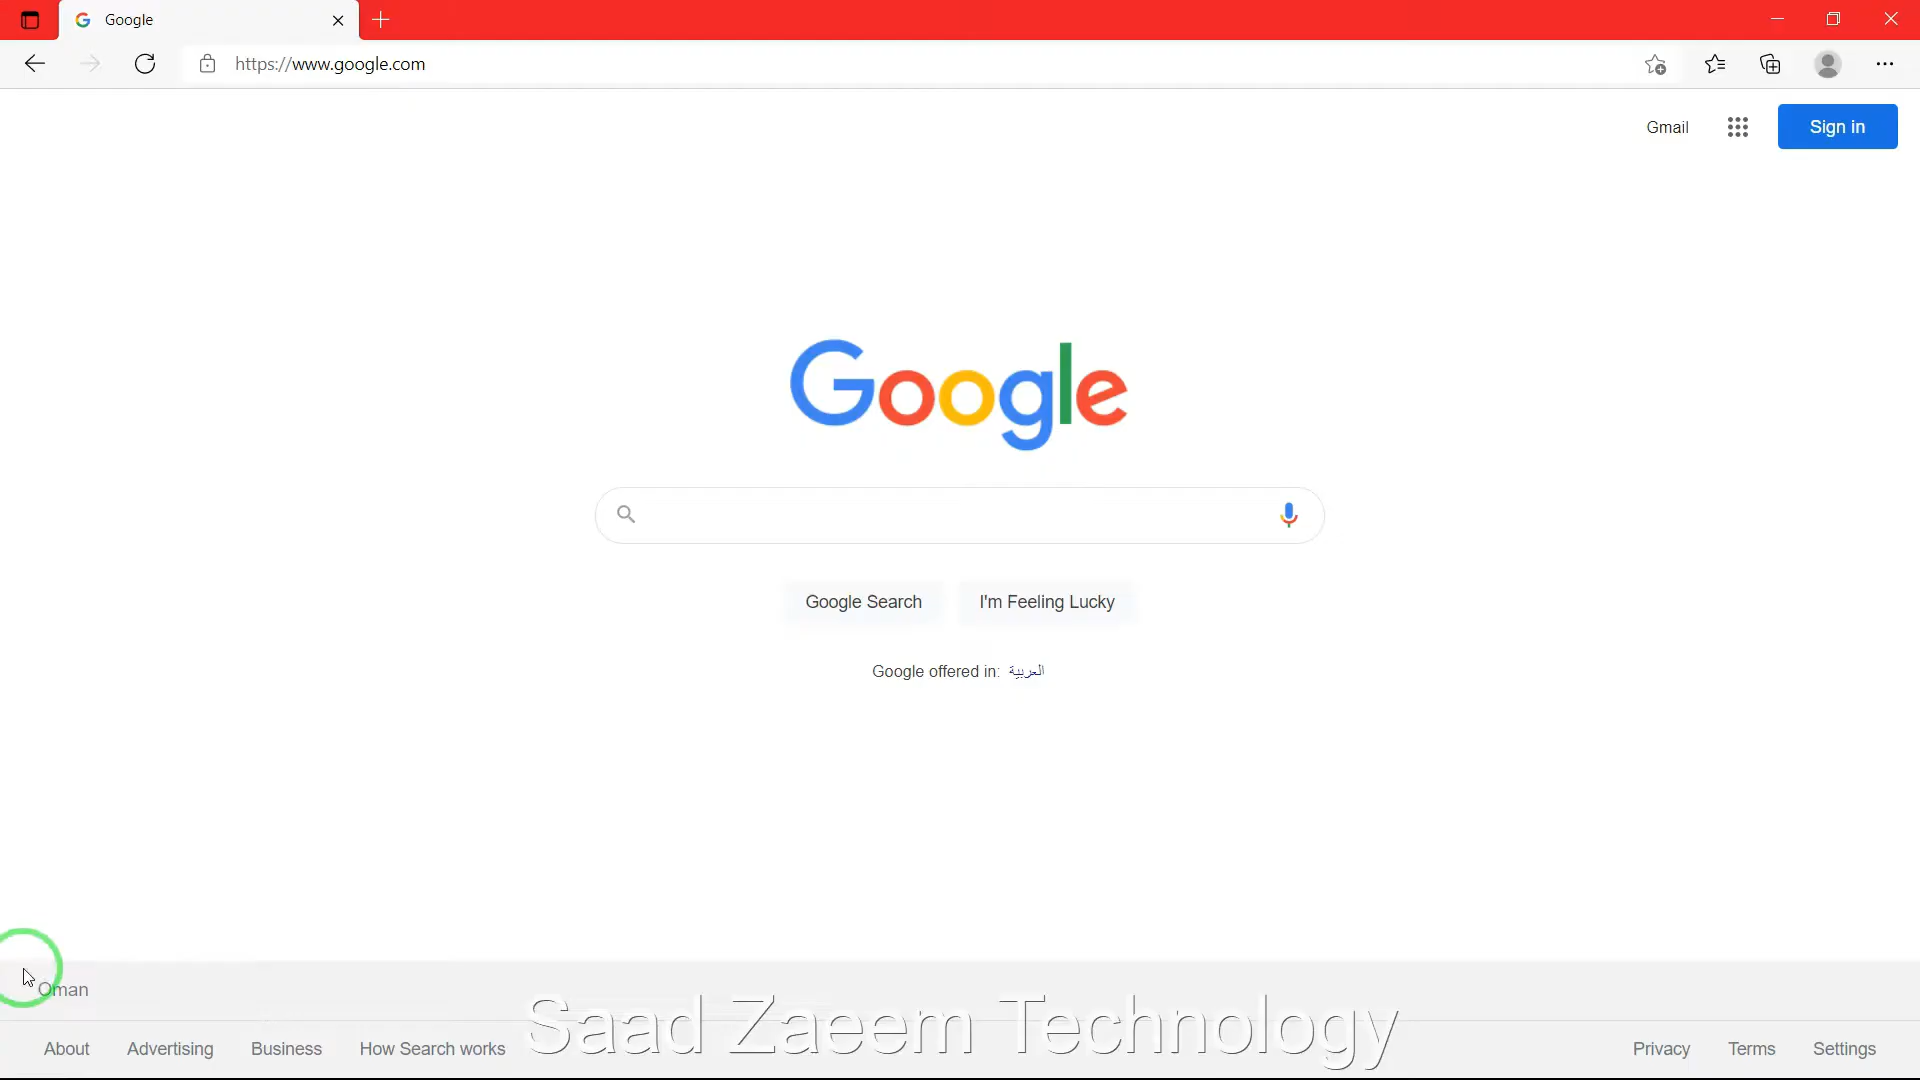 Google
https://www.google.com
Gmail
Sign in
Google
Google Search
I'm Feeling Lucky
Google offered in: العربية
Oman
Saad Zaeem Technology
About
Advertising
Business
How Search works
Privacy
Terms
Settings